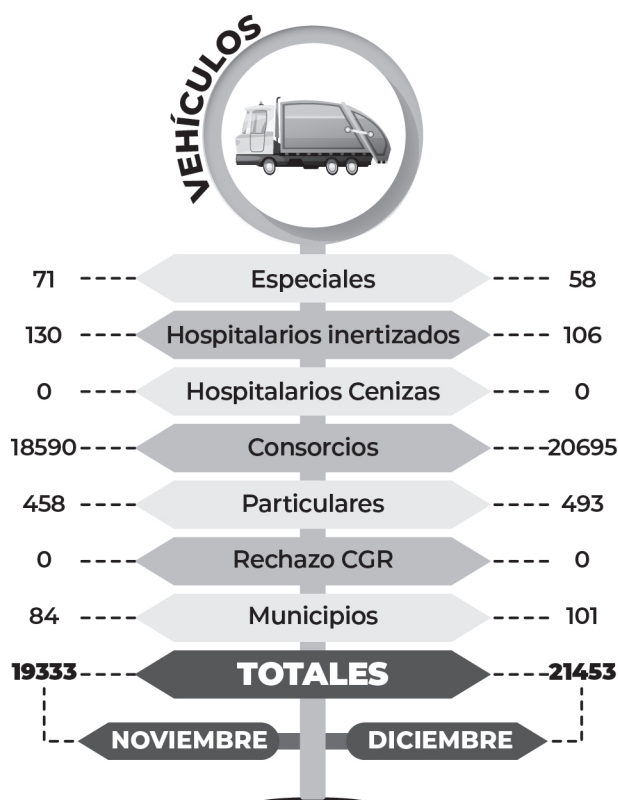 VEHÍCULOS
71 Especiales 58
130 Hospitalarios inertizados 106
0 Hospitalarios Cenizas 0
18590 Consorcios 20695
458 Particulares 493
0 Rechazo CGR 0
84 Municipios 101
19333 TOTALES 21453
NOVIEMBRE DICIEMBRE